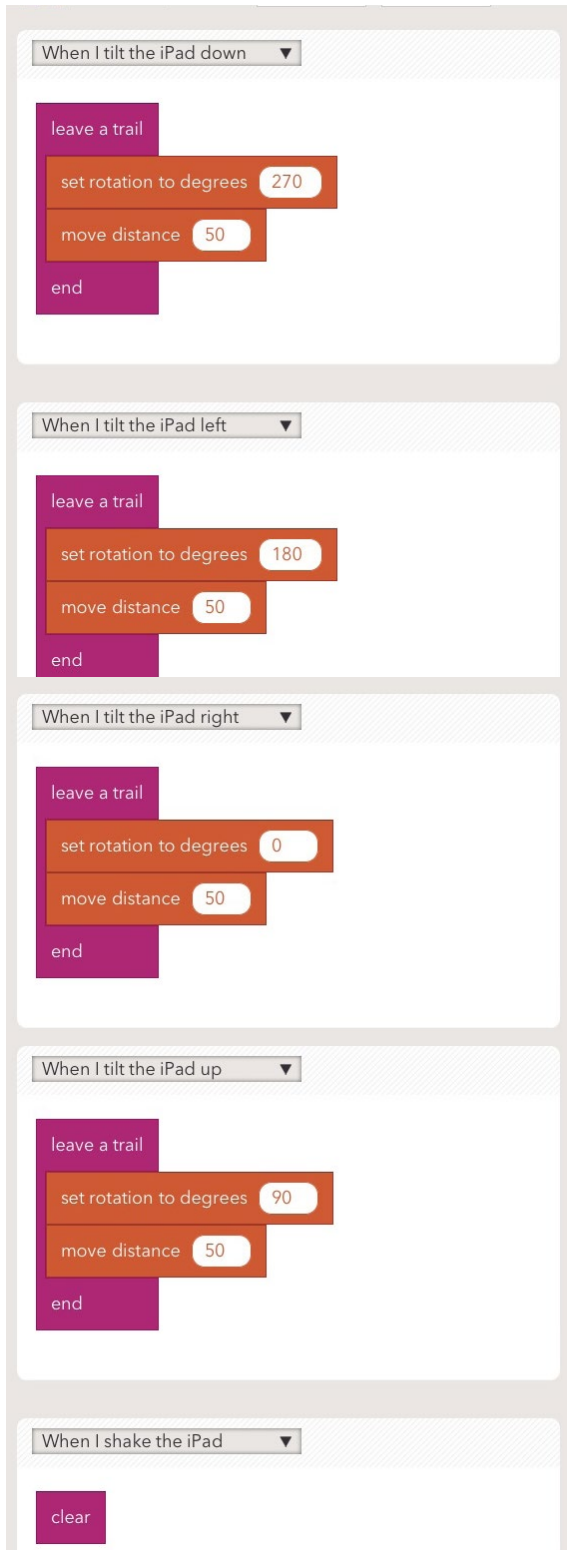 When I tilt the iPad down ▼
leave a trail
set rotation to degrees 270
move distance 50
end
When I tilt the iPad left ▼
leave a trail
set rotation to degrees 180
move distance 50
end
When I tilt the iPad right ▼
leave a trail
set rotation to degrees 0
move distance 50
end
When I tilt the iPad up ▼
leave a trail
set rotation to degrees 90
move distance 50
end
When I shake the iPad ▼
clear